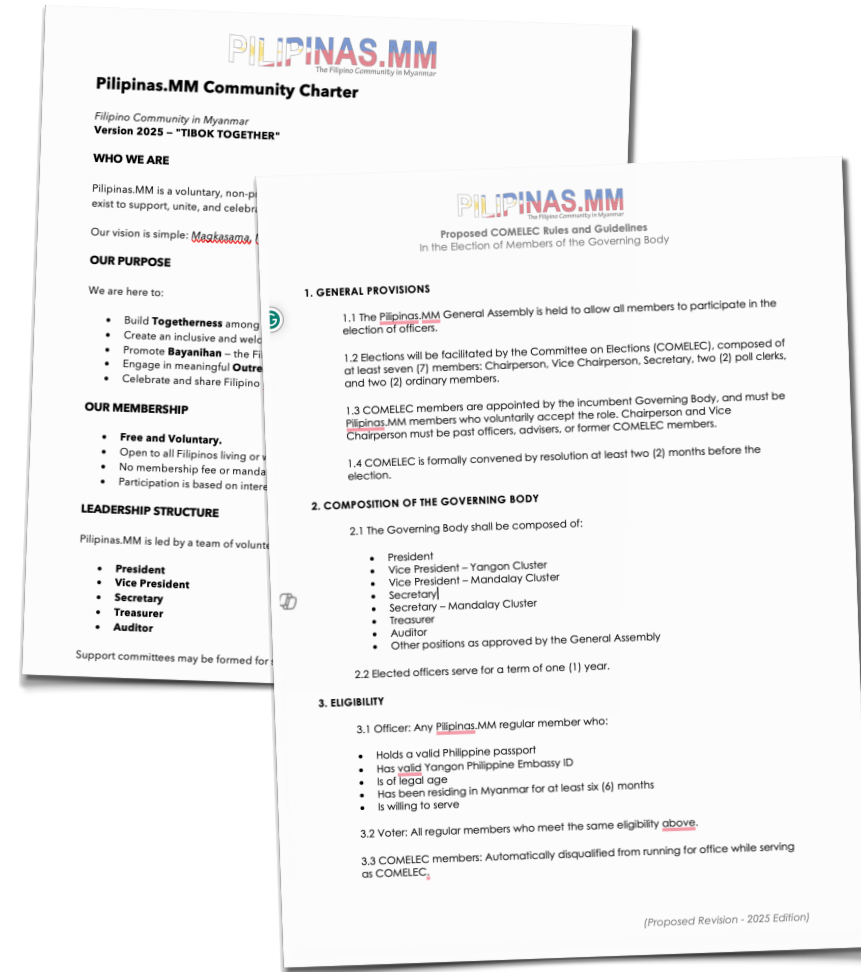 PILIPINAS.MM
The Filipino Community in Myanmar
Pilipinas.MM Community Charter
Filipino Community in Myanmar
Version 2025 – "TIBOK TOGETHER"
WHO WE ARE
Pilipinas.MM is a voluntary,
exist to support, unite, and
Our vision is simple: Magkasama,
OUR PURPOSE
We are here to:
• Build Togetherness among
• Create an inclusive and
• Promote Bayanihan – the
• Engage in meaningful
• Celebrate and share Filipino
OUR MEMBERSHIP
• Free and Voluntary.
• Open to all Filipinos living or
• No membership fee or
• Participation is based on
LEADERSHIP STRUCTURE
Pilipinas.MM is led by a team of
• President
• Vice President
• Secretary
• Treasurer
• Auditor
Support committees may be formed for
PILIPINAS.MM
The Filipino Community in Myanmar
Proposed COMELEC Rules and Guidelines
In the Election of Members of the Governing Body
1. GENERAL PROVISIONS
1.1 The Pilipinas.MM General Assembly is held to allow all members to participate in the
election of officers.
1.2 Elections will be facilitated by the Committee on Elections (COMELEC), composed of
at least seven (7) members: Chairperson, Vice Chairperson, Secretary, two (2) poll clerks,
and two (2) ordinary members.
1.3 COMELEC members are appointed by the incumbent Governing Body, and must be
Pilipinas.MM members who voluntarily accept the role. Chairperson and Vice
Chairperson must be past officers, advisers, or former COMELEC members.
1.4 COMELEC is formally convened by resolution at least two (2) months before the
election.
2. COMPOSITION OF THE GOVERNING BODY
2.1 The Governing Body shall be composed of:
• President
• Vice President – Yangon Cluster
• Vice President – Mandalay Cluster
• Secretary
• Secretary – Mandalay Cluster
• Treasurer
• Auditor
• Other positions as approved by the General Assembly
2.2 Elected officers serve for a term of one (1) year.
3. ELIGIBILITY
3.1 Officer: Any Pilipinas.MM regular member who:
• Holds a valid Philippine passport
• Has valid Yangon Philippine Embassy ID
• Is of legal age
• Has been residing in Myanmar for at least six (6) months
• Is willing to serve
3.2 Voter: All regular members who meet the same eligibility above.
3.3 COMELEC members: Automatically disqualified from running for office while serving
as COMELEC.
(Proposed Revision - 2025 Edition)